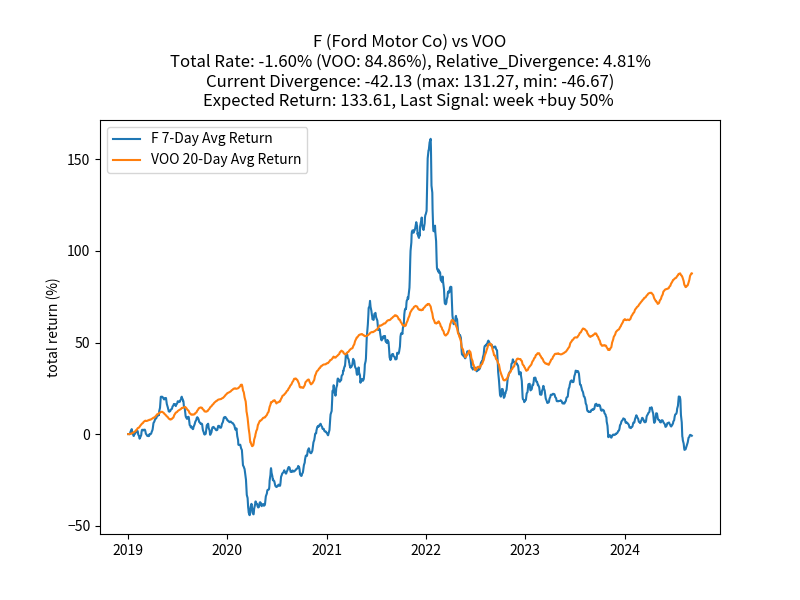 F (Ford Motor Co) vs VOO
Total Rate: -1.60% (VOO: 84.86%), Relative_Divergence: 4.81%
Current Divergence: -42.13 (max: 131.27, min: -46.67)
Expected Return: 133.61, Last Signal: week +buy 50%
F 7-Day Avg Return
VOO 20-Day Avg Return
total return (%)
150
100
50
0
−50
2019 2020 2021 2022 2023 2024